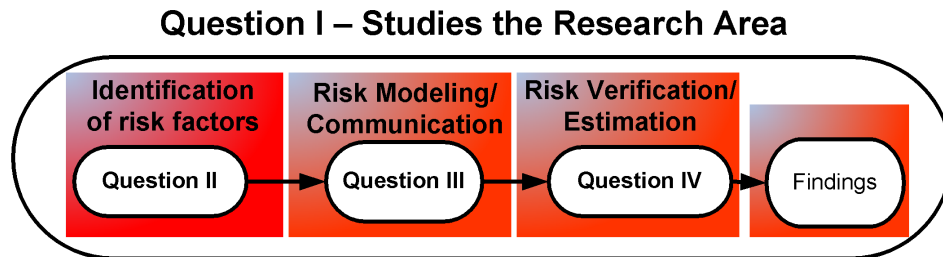 Question I – Studies the Research Area
Identification
of risk factors
Question II
Risk Modeling/
Communication
Question III
Risk Verification/
Estimation
Question IV
Findings